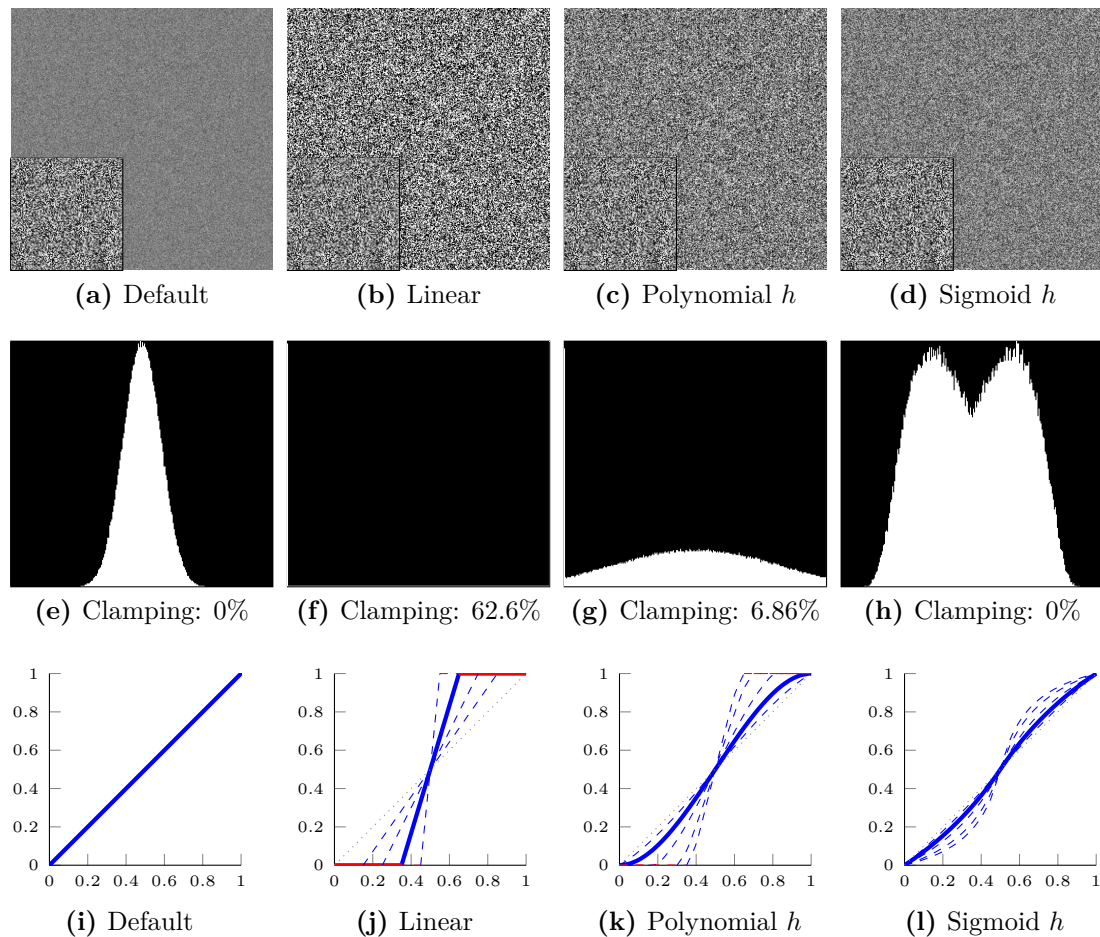 (a) Default
(b) Linear
(c) Polynomial h
(d) Sigmoid h
(e) Clamping: 0%
(f) Clamping: 62.6%
(g) Clamping: 6.86%
(h) Clamping: 0%
1
0.8
0.6
0.4
0.2
0
0 0.2 0.4 0.6 0.8 1
1
0.8
0.6
0.4
0.2
0
0 0.2 0.4 0.6 0.8 1
1
0.8
0.6
0.4
0.2
0
0 0.2 0.4 0.6 0.8 1
1
0.8
0.6
0.4
0.2
0
0 0.2 0.4 0.6 0.8 1
(i) Default
(j) Linear
(k) Polynomial h
(l) Sigmoid h